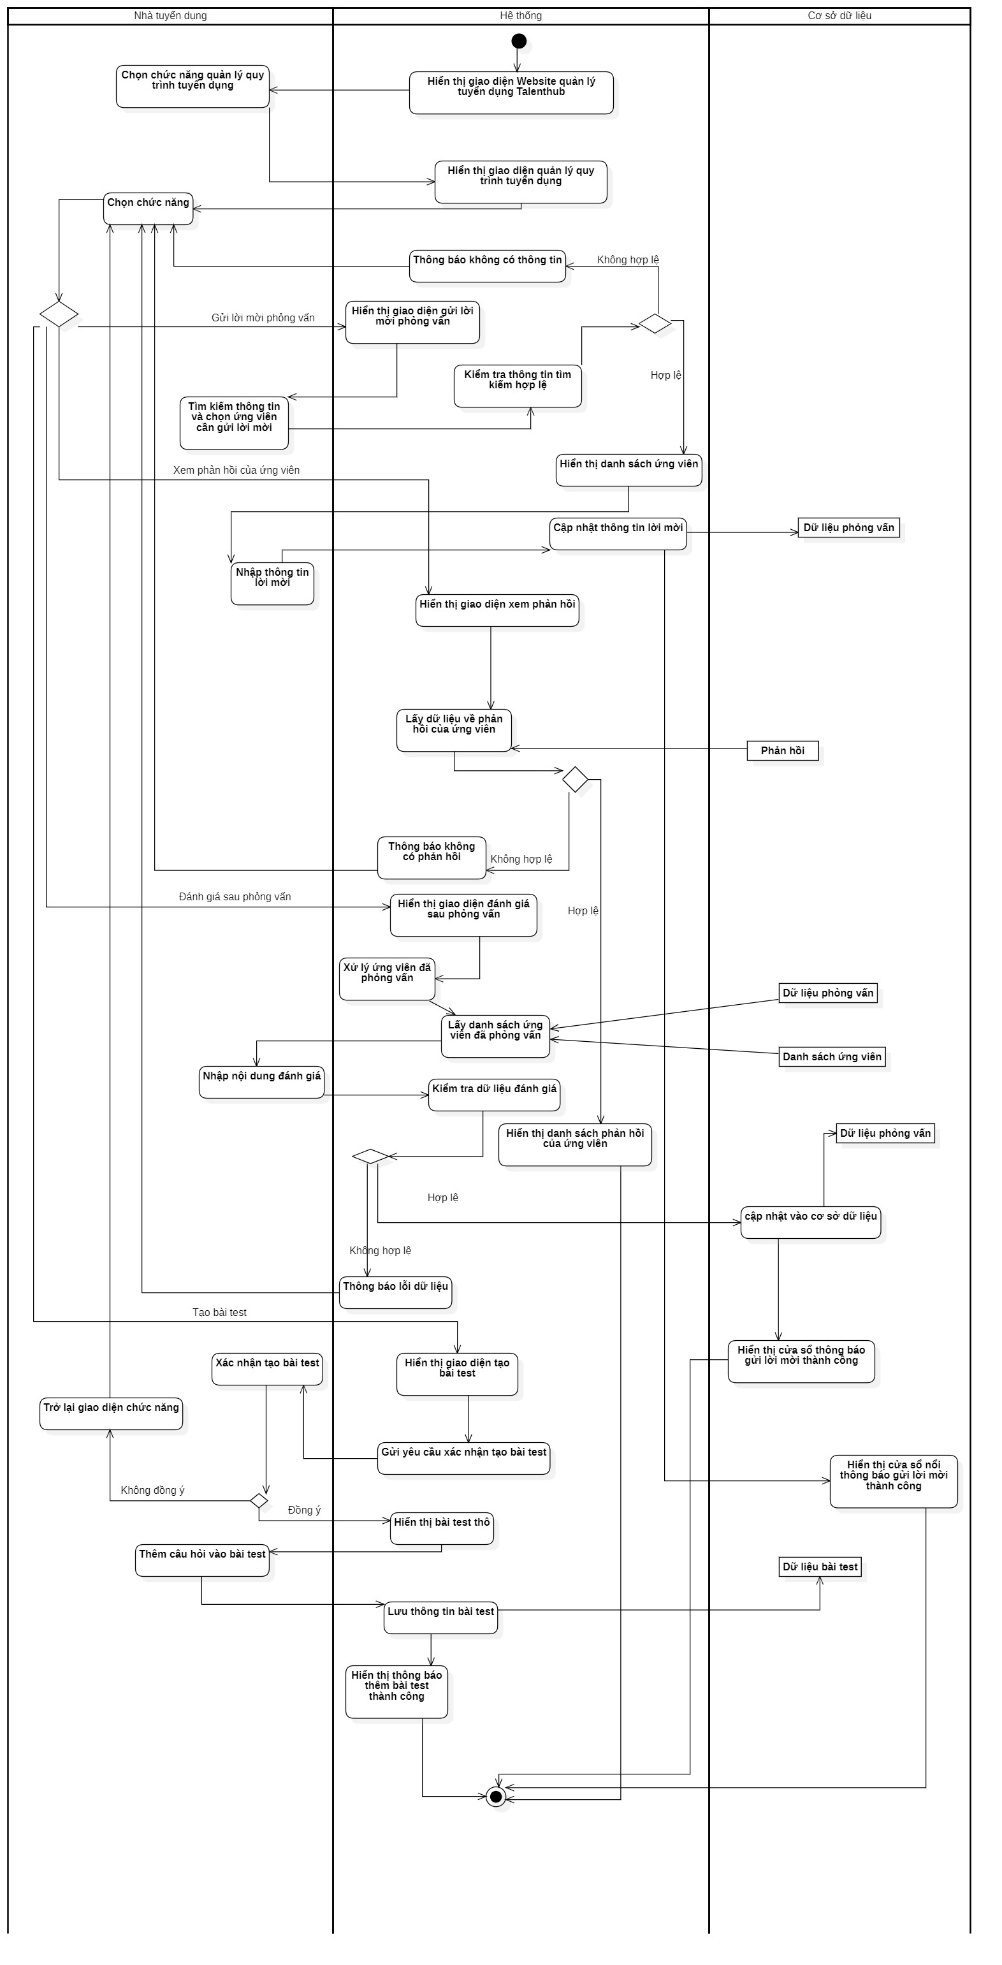 Nhà tuyển dụng
Hệ thống
Cơ sở dữ liệu
Chọn chức năng quản lý quy
trình tuyển dụng
Hiển thị giao diện Website quản lý
tuyển dụng Talenthub
Hiển thị giao diện quản lý quy
trình tuyển dụng
Chọn chức năng
Thông báo không có thông tin
Không hợp lệ
Gửi lời mời phỏng vấn
Hiển thị giao diện gửi lời
mời phỏng vấn
Kiểm tra thông tin tìm
kiếm hợp lệ
Hợp lệ
Tìm kiếm thông tin
và chọn ứng viên
cần gửi lời mời
Xem phản hồi của ứng viên
Hiển thị danh sách ứng viên
Cập nhật thông tin lời mời
Dữ liệu phỏng vấn
Nhập thông tin
lời mời
Hiển thị giao diện xem phản hồi
Lấy dữ liệu về phản
hồi của ứng viên
Phản hồi
Thông báo không
có phản hồi
Không hợp lệ
Đánh giá sau phỏng vấn
Hiển thị giao diện đánh giá
sau phỏng vấn
Hợp lệ
Xử lý ứng viên đã
phỏng vấn
Dữ liệu phỏng vấn
Lấy danh sách ứng
viên đã phỏng vấn
Danh sách ứng viên
Nhập nội dung đánh giá
Kiểm tra dữ liệu đánh giá
Hiển thị danh sách phản hồi
của ứng viên
Dữ liệu phỏng vấn
Hợp lệ
cập nhật vào cơ sở dữ liệu
Không hợp lệ
Thông báo lỗi dữ liệu
Tạo bài test
Hiển thị cửa sổ thông báo
gửi lời mời thành công
Xác nhận tạo bài test
Hiển thị giao diện tạo
bài test
Trở lại giao diện chức năng
Gửi yêu cầu xác nhận tạo bài test
Hiển thị cửa sổ nổi
thông báo gửi lời mời
thành công
Không đồng ý
Đồng ý
Hiển thị bài test thô
Thêm câu hỏi vào bài test
Dữ liệu bài test
Lưu thông tin bài test
Hiển thị thông báo
thêm bài test
thành công